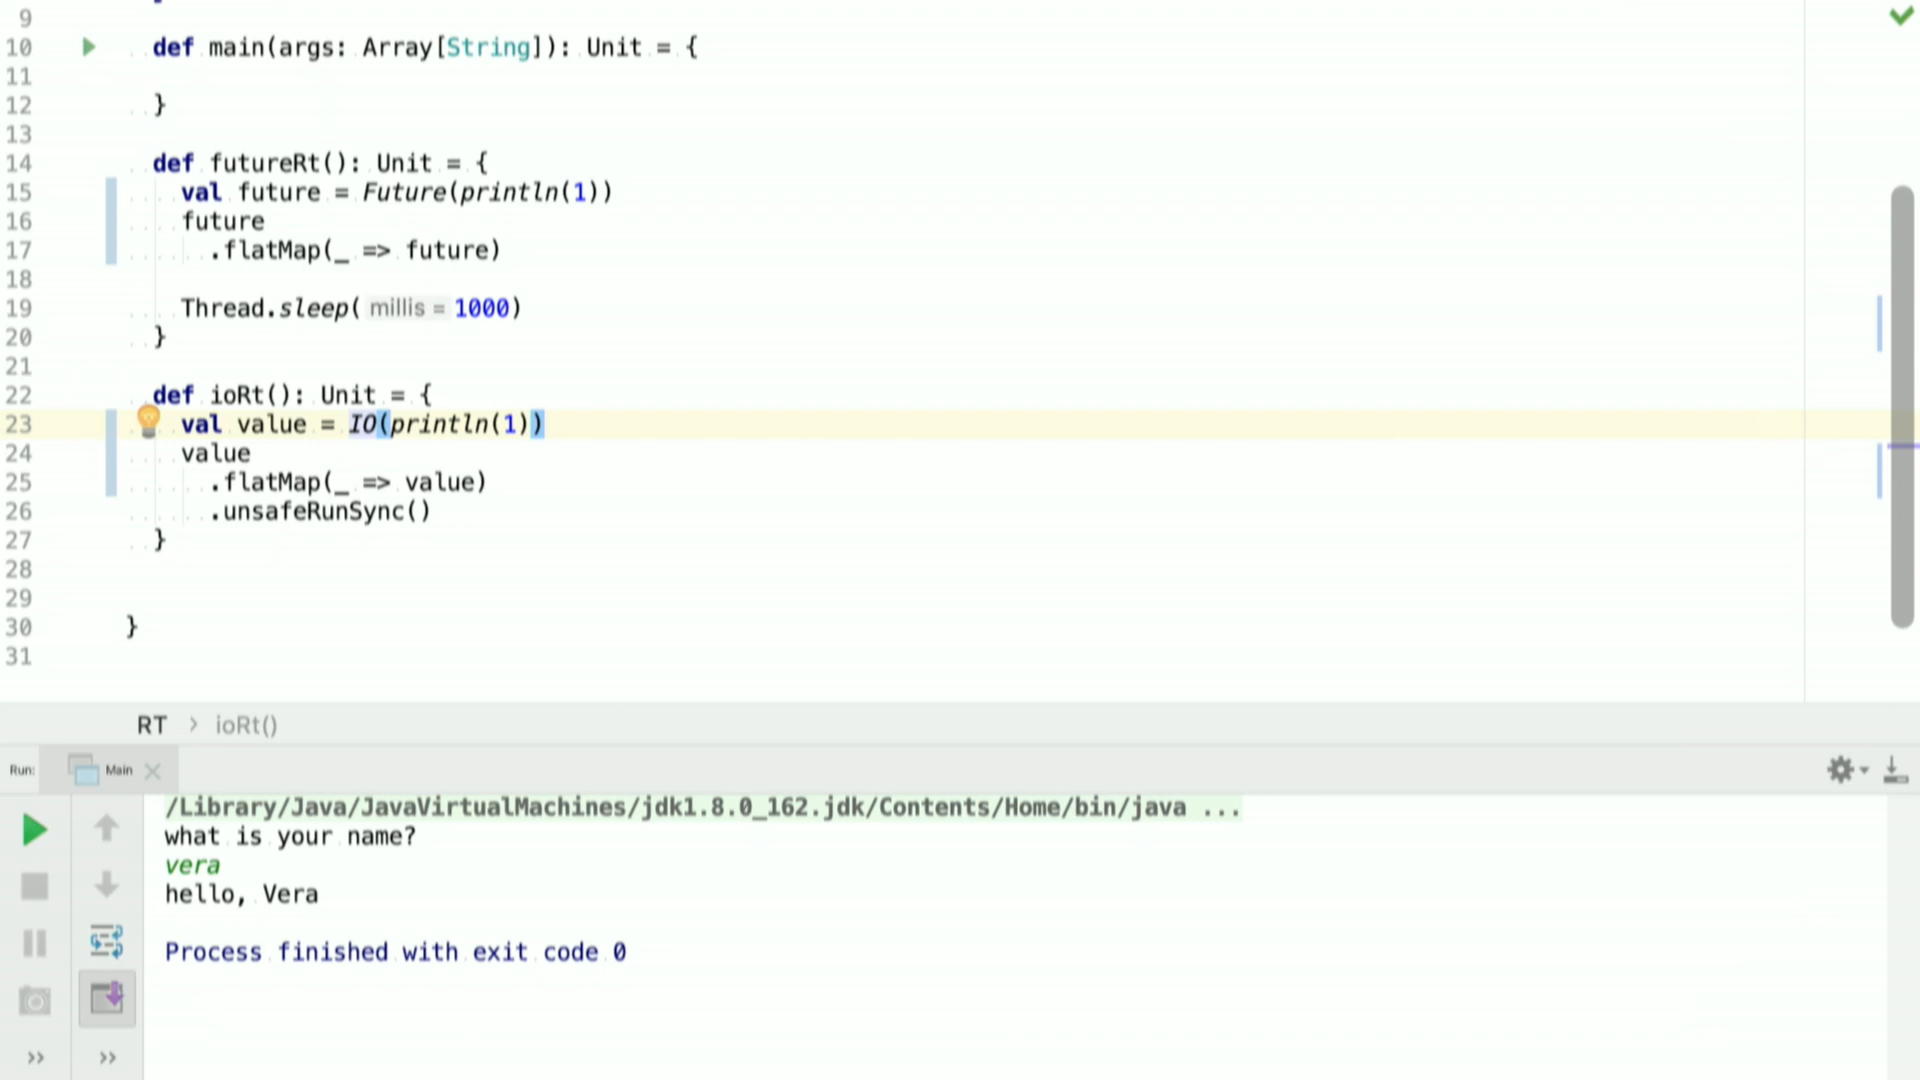 9
10 def main(args: Array[String]): Unit = {
11
12 }
13
14 def futureRt(): Unit = {
15 val future = Future(println(1))
16 future
17 .flatMap(_ => future)
18
19 Thread.sleep( millis = 1000)
20 }
21
22 def ioRt(): Unit = {
23 val value = IO(println(1))
24 value
25 .flatMap(_ => value)
26 .unsafeRunSync()
27 }
28
29
30 }
31
RT > ioRt()
Run: Main
/Library/Java/JavaVirtualMachines/jdk1.8.0_162.jdk/Contents/Home/bin/java ...
what is your name?
vera
hello, Vera
Process finished with exit code 0